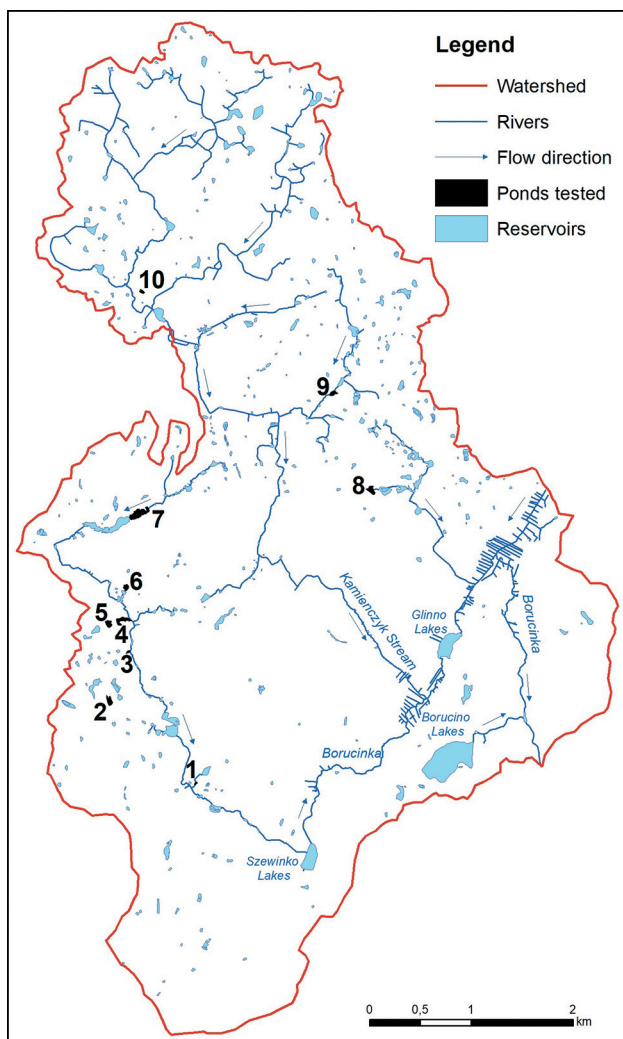 Legend
Watershed
Rivers
Flow direction
Ponds tested
Reservoirs
10
9
8
7
6
5
4
3
2
1
Kamienczyk Stream
Glinno
Lakes
Borucinka
Borucino
Lakes
Borucinka
Szewinko
Lakes
0 0,5 1 2
km